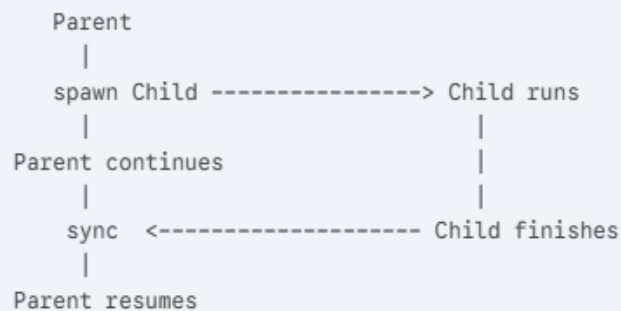 Parent
|
spawn Child ----------------> Child runs
| |
Parent continues |
| |
sync <-------------------- Child finishes
|
Parent resumes